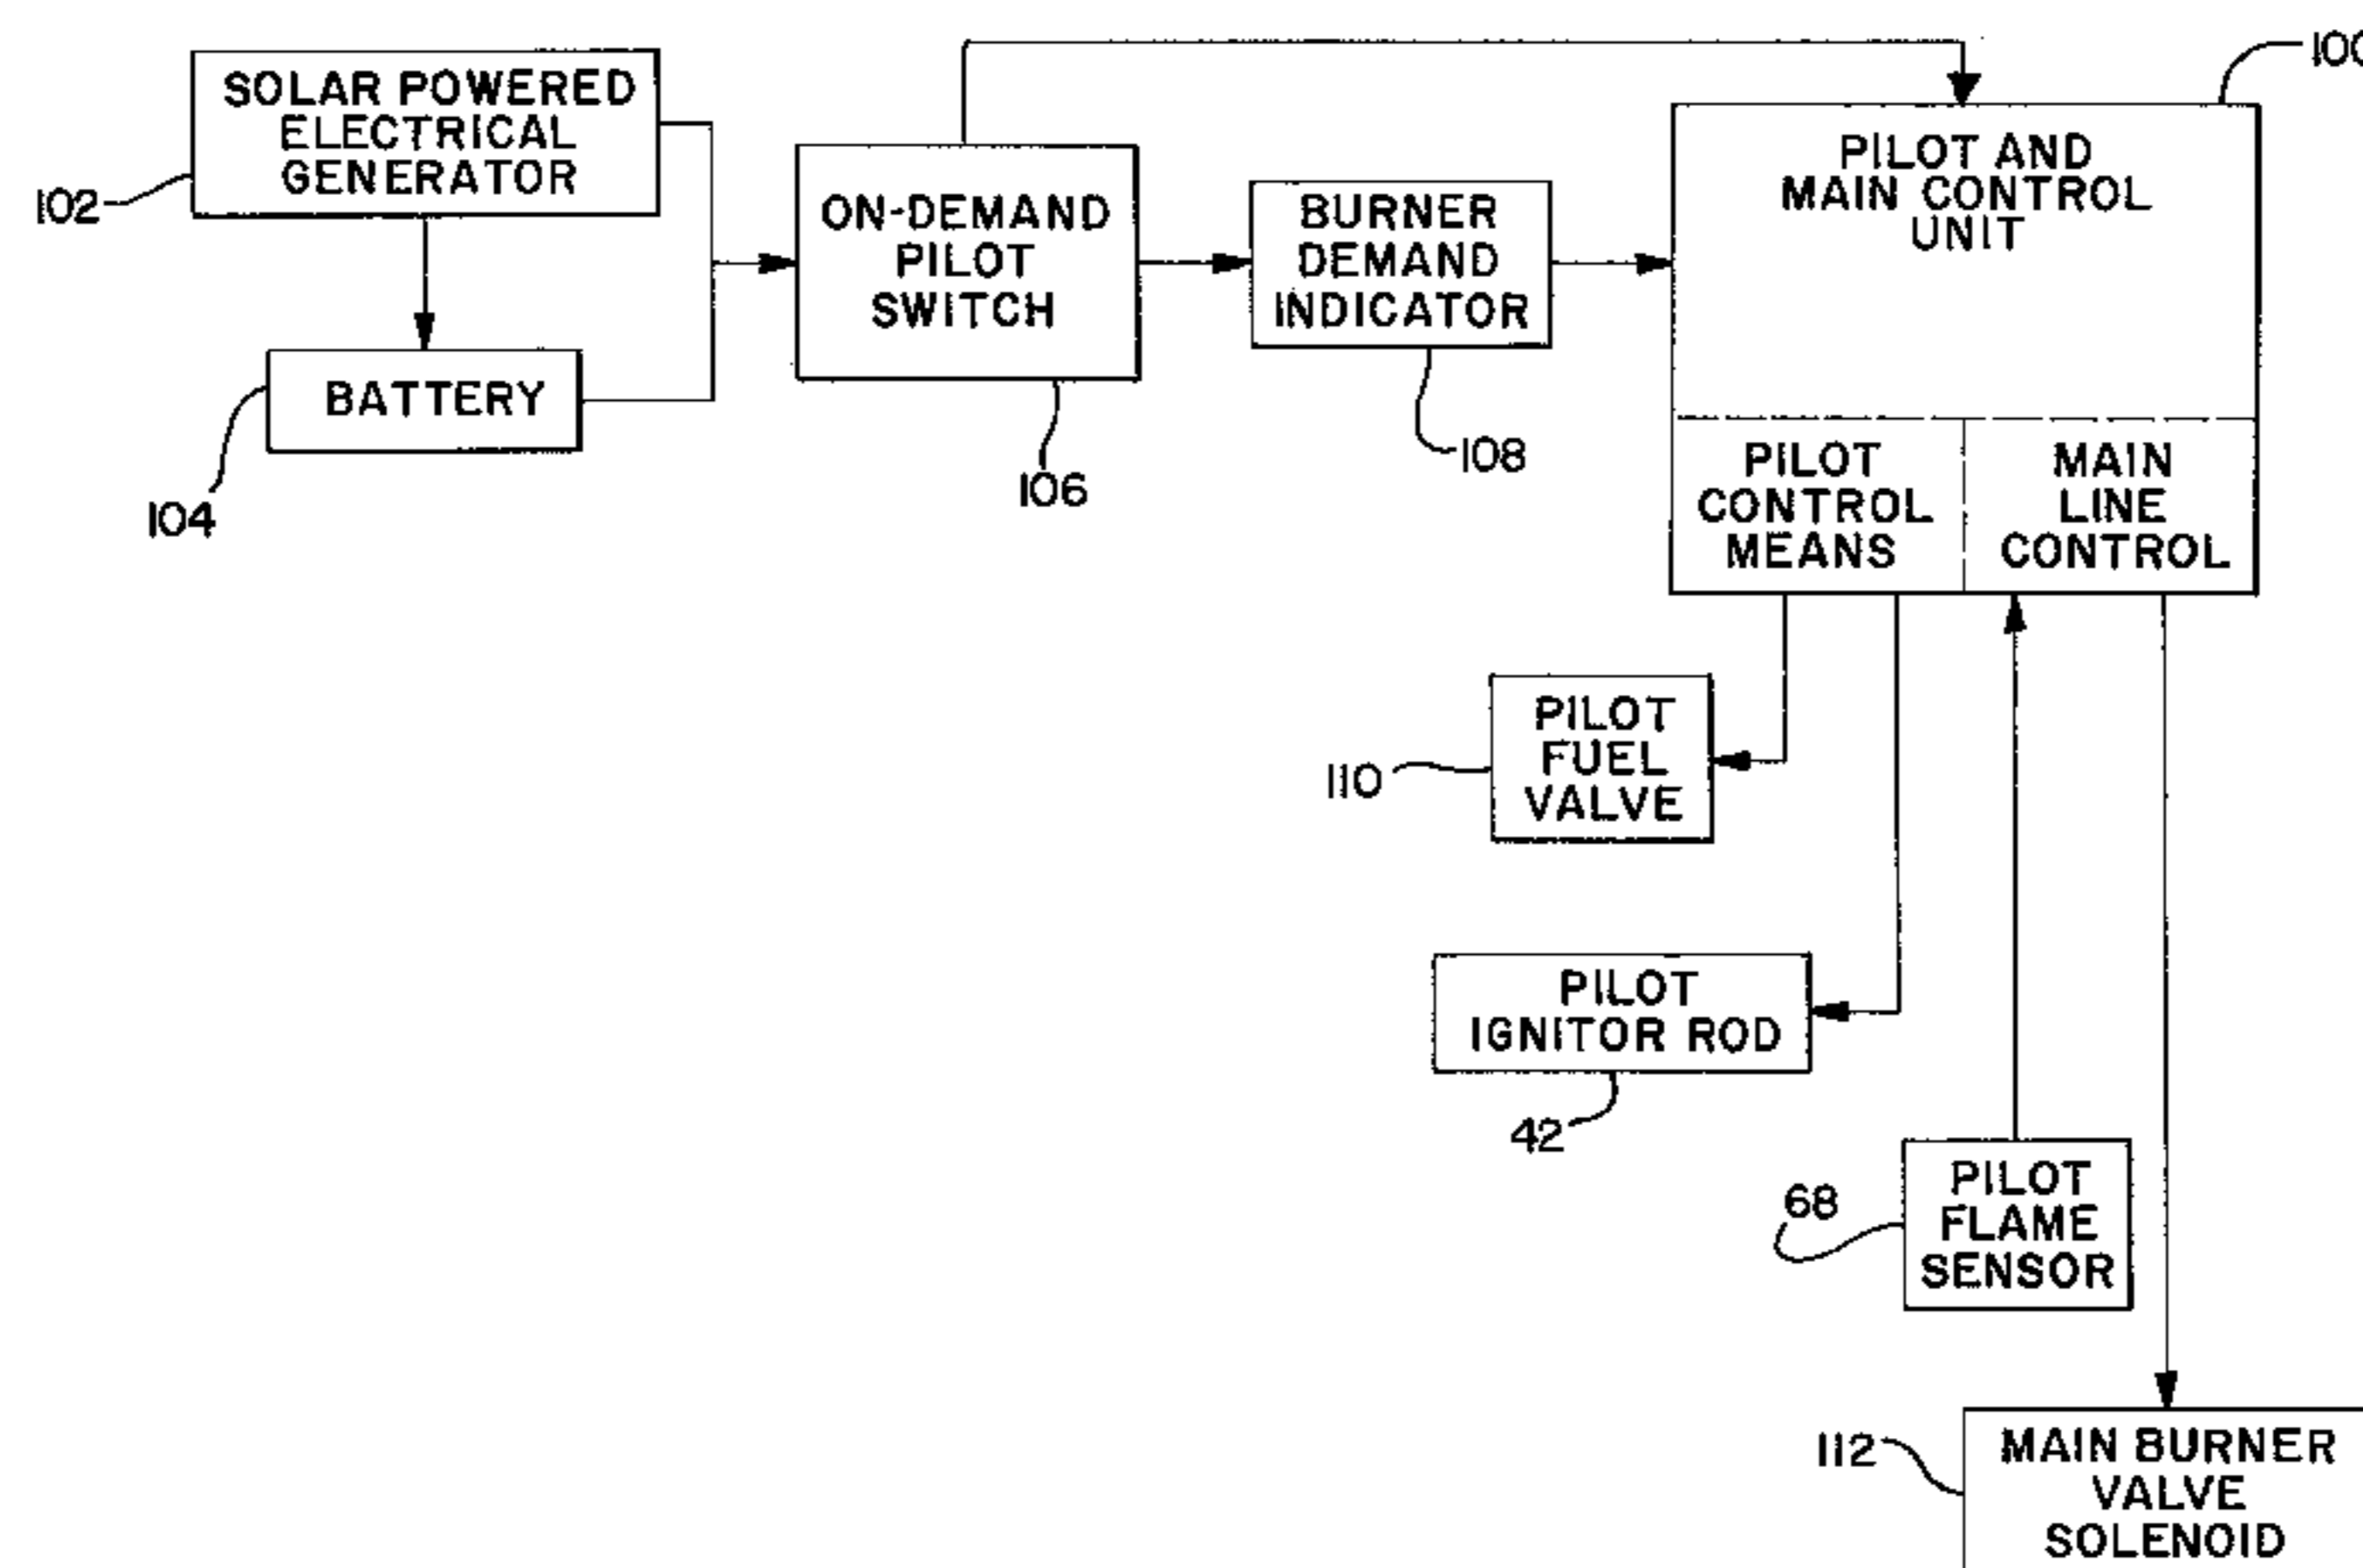 100
SOLAR POWERED
ELECTRICAL
GENERATOR
102
BATTERY
104
ON-DEMAND
PILOT
SWITCH
106
BURNER
DEMAND
INDICATOR
108
PILOT AND
MAIN CONTROL
UNIT
PILOT
CONTROL
MEANS
MAIN
LINE
CONTROL
PILOT
FUEL
VALVE
110
PILOT
IGNITOR ROD
42
PILOT
FLAME
SENSOR
68
MAIN BURNER
VALVE
SOLENOID
112